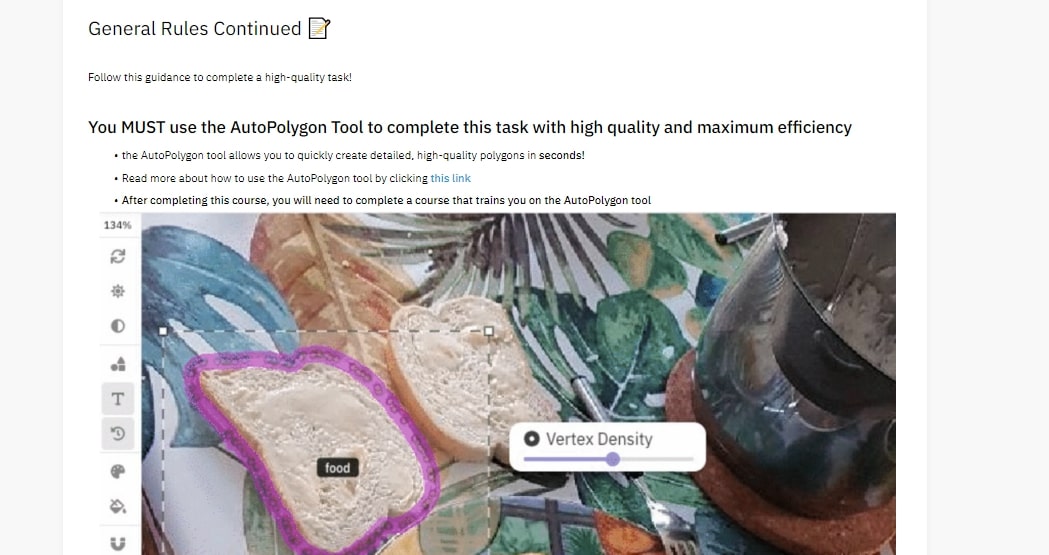 General Rules Continued 📝
Follow this guidance to complete a high-quality task!
You MUST use the AutoPolygon Tool to complete this task with high quality and maximum efficiency
• the AutoPolygon tool allows you to quickly create detailed, high-quality polygons in seconds!
• Read more about how to use the AutoPolygon tool by clicking this link
• After completing this course, you will need to complete a course that trains you on the AutoPolygon tool
134%
T
Vertex Density
food